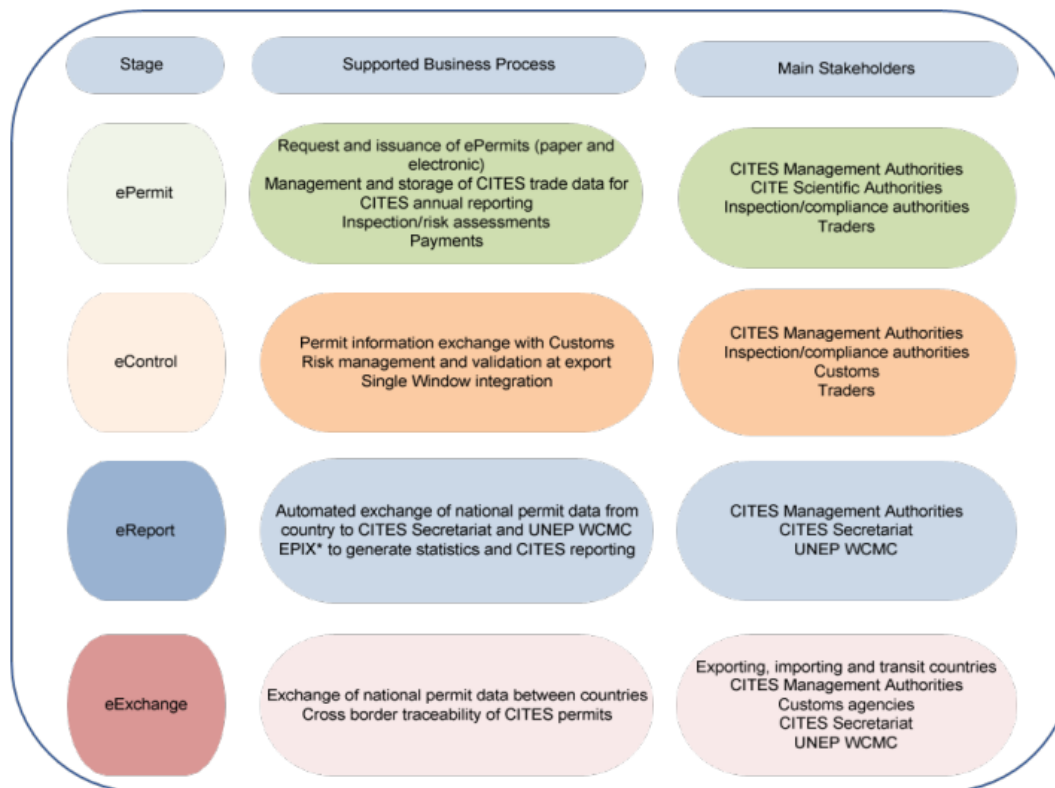 Stage
Supported Business Process
Main Stakeholders
ePermit
Request and issuance of ePermits (paper and
electronic)
Management and storage of CITES trade data for
CITES annual reporting
Inspection/risk assessments
Payments
CITES Management Authorities
CITE Scientific Authorities
Inspection/compliance authorities
Traders
eControl
Permit information exchange with Customs
Risk management and validation at export
Single Window integration
CITES Management Authorities
Inspection/compliance authorities
Customs
Traders
eReport
Automated exchange of national permit data from
country to CITES Secretariat and UNEP WCMC
EPIX* to generate statistics and CITES reporting
CITES Management Authorities
CITES Secretariat
UNEP WCMC
eExchange
Exchange of national permit data between countries
Cross border traceability of CITES permits
Exporting, importing and transit countries
CITES Management Authorities
Customs agencies
CITES Secretariat
UNEP WCMC